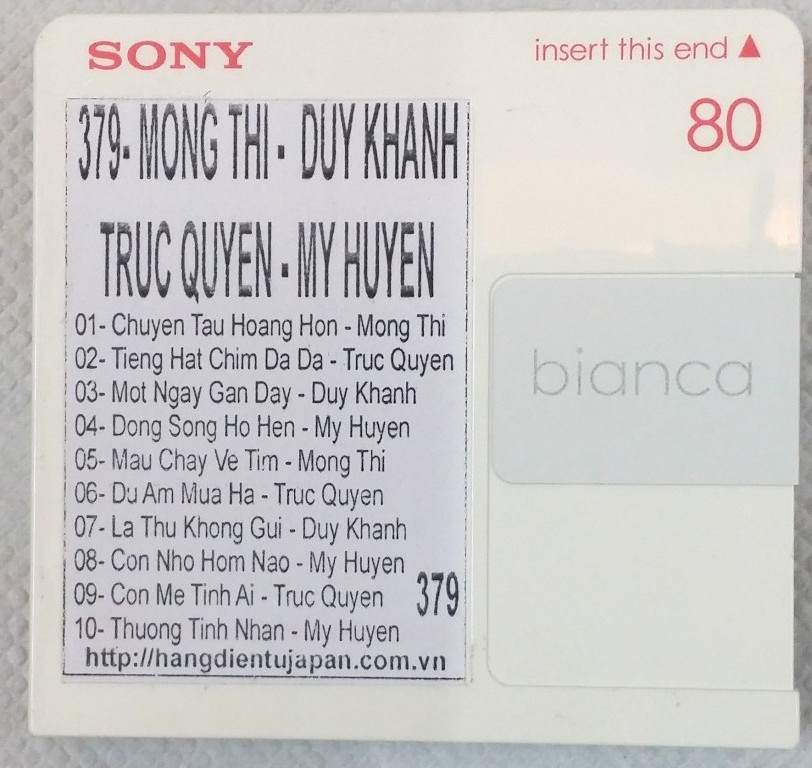 SONY
insert this end ▲
80
379- MONG THI - DUY KHANH
TRUC QUYEN - MY HUYEN
01- Chuyen Tau Hoang Hon - Mong Thi
02- Tieng Hat Chim Da Da - Truc Quyen
03- Mot Ngay Gan Day - Duy Khanh
04- Dong Song Ho Hen - My Huyen
05- Mau Chay Ve Tim - Mong Thi
06- Du Am Mua Ha - Truc Quyen
07- La Thu Khong Gui - Duy Khanh
08- Con Nho Hom Nao - My Huyen
09- Con Me Tinh Ai - Truc Quyen
379
10- Thuong Tinh Nhan - My Huyen
http://hangdientujapan.com.vn
bianca